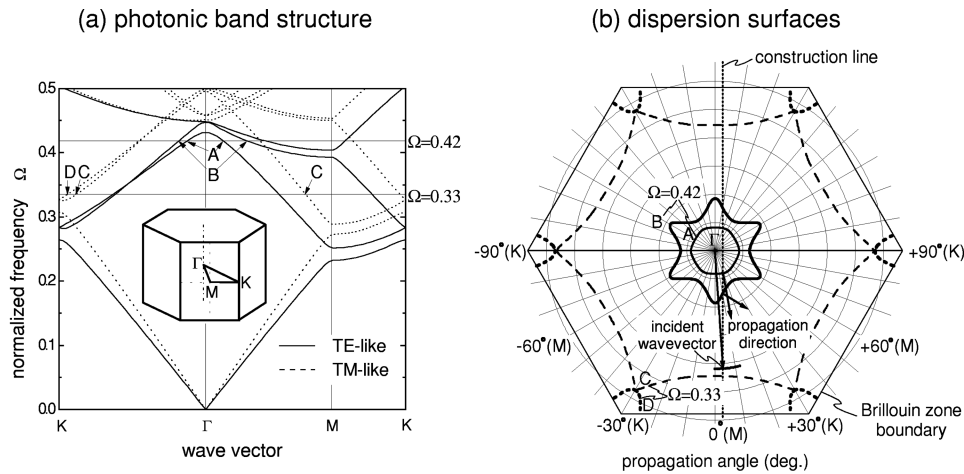 (a) photonic band structure
normalized frequency Ω
0.5
0.4
0.3
0.2
0.1
0.0
Ω=0.42
Ω=0.33
A
B
D C
C
Γ
M
K
TE-like
TM-like
K
Γ
M
K
wave vector
(b) dispersion surfaces
construction line
Ω=0.42
B
A
Γ
-90°(K)
+90°(K)
-60°(M)
+60°(M)
incident
wavevector
propagation
direction
C
Ω=0.33
D
-30°(K)
0°(M)
+30°(K)
Brillouin zone
boundary
propagation angle (deg.)